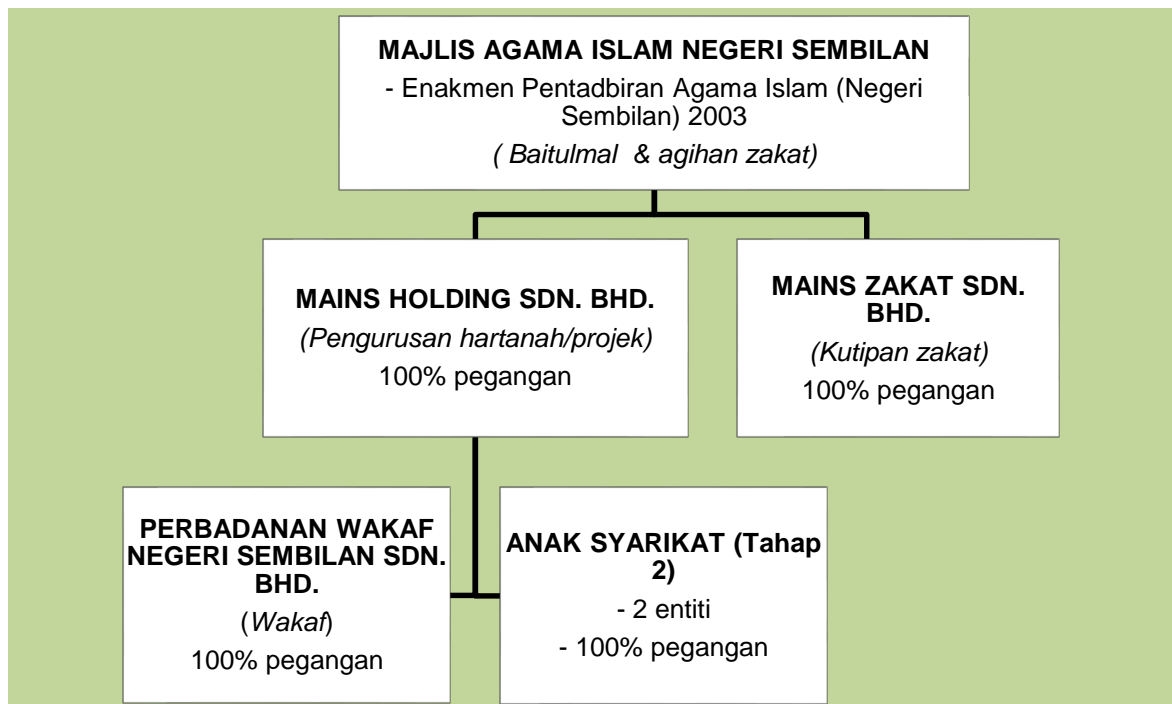 MAJLIS AGAMA ISLAM NEGERI SEMBILAN
- Enakmen Pentadbiran Agama Islam (Negeri
Sembilan) 2003
( Baitulmal & agihan zakat)
MAINS HOLDING SDN. BHD.
(Pengurusan hartanah/projek)
100% pegangan
MAINS ZAKAT SDN.
BHD.
(Kutipan zakat)
100% pegangan
PERBADANAN WAKAF
NEGERI SEMBILAN SDN.
BHD.
(Wakaf)
100% pegangan
ANAK SYARIKAT (Tahap
2)
- 2 entiti
- 100% pegangan